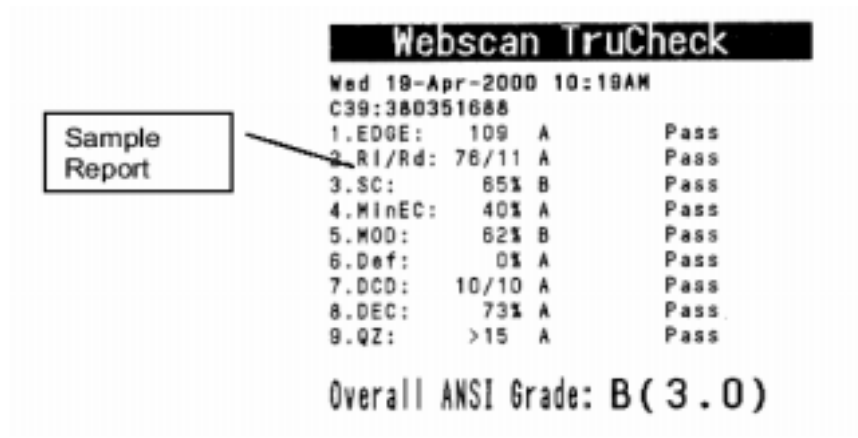 Webscan TruCheck
Wed 19-Apr-2000 10:19AM
C39:380351688
Sample
Report
1.EDGE: 109 A Pass
2.Rl/Rd: 76/11 A Pass
3.SC: 65% B Pass
4.MinEC: 40% A Pass
5.MOD: 62% B Pass
6.Def: 0% A Pass
7.DCD: 10/10 A Pass
8.DEC: 73% A Pass
9.QZ: >15 A Pass
Overall ANSI Grade: B(3.0)